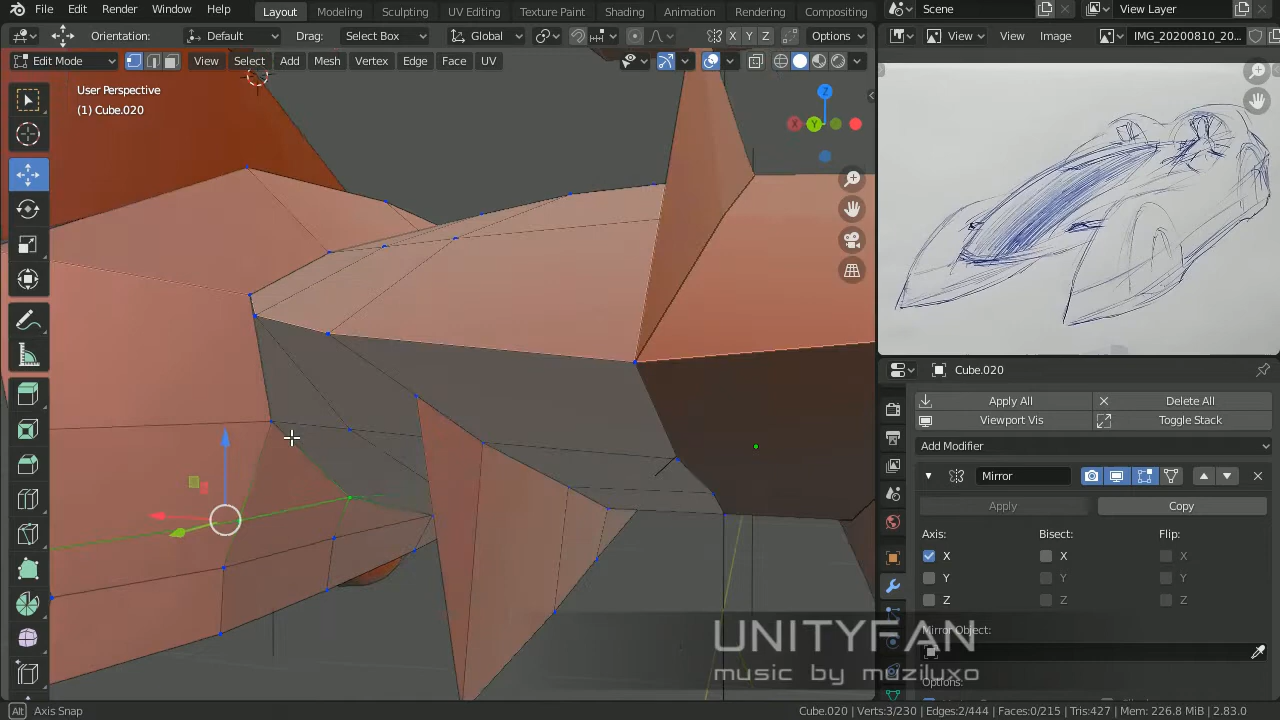 File Edit Render Window Help Layout Modeling Sculpting UV Editing Texture Paint Shading Animation Rendering Compositing Scene View Layer
Orientation: Default Drag: Select Box Global X Y Z Options View View Image IMG_20200810_20...
Edit Mode View Select Add Mesh Vertex Edge Face UV
User Perspective
(1) Cube.020
Z
X Y
Cube.020
Apply All Delete All
Viewport Vis Toggle Stack
Add Modifier
Mirror
Apply Copy
Axis: Bisect: Flip:
X X X
Y Y Y
Z Z Z
Mirror Object:
Options:
UNITYFAN
music by muziluxo
Alt Axis Snap Cube.020 | Verts:3/230 | Edges:2/444 | Faces:0/215 | Tris:427 | Mem: 226.8 MiB | 2.83.0